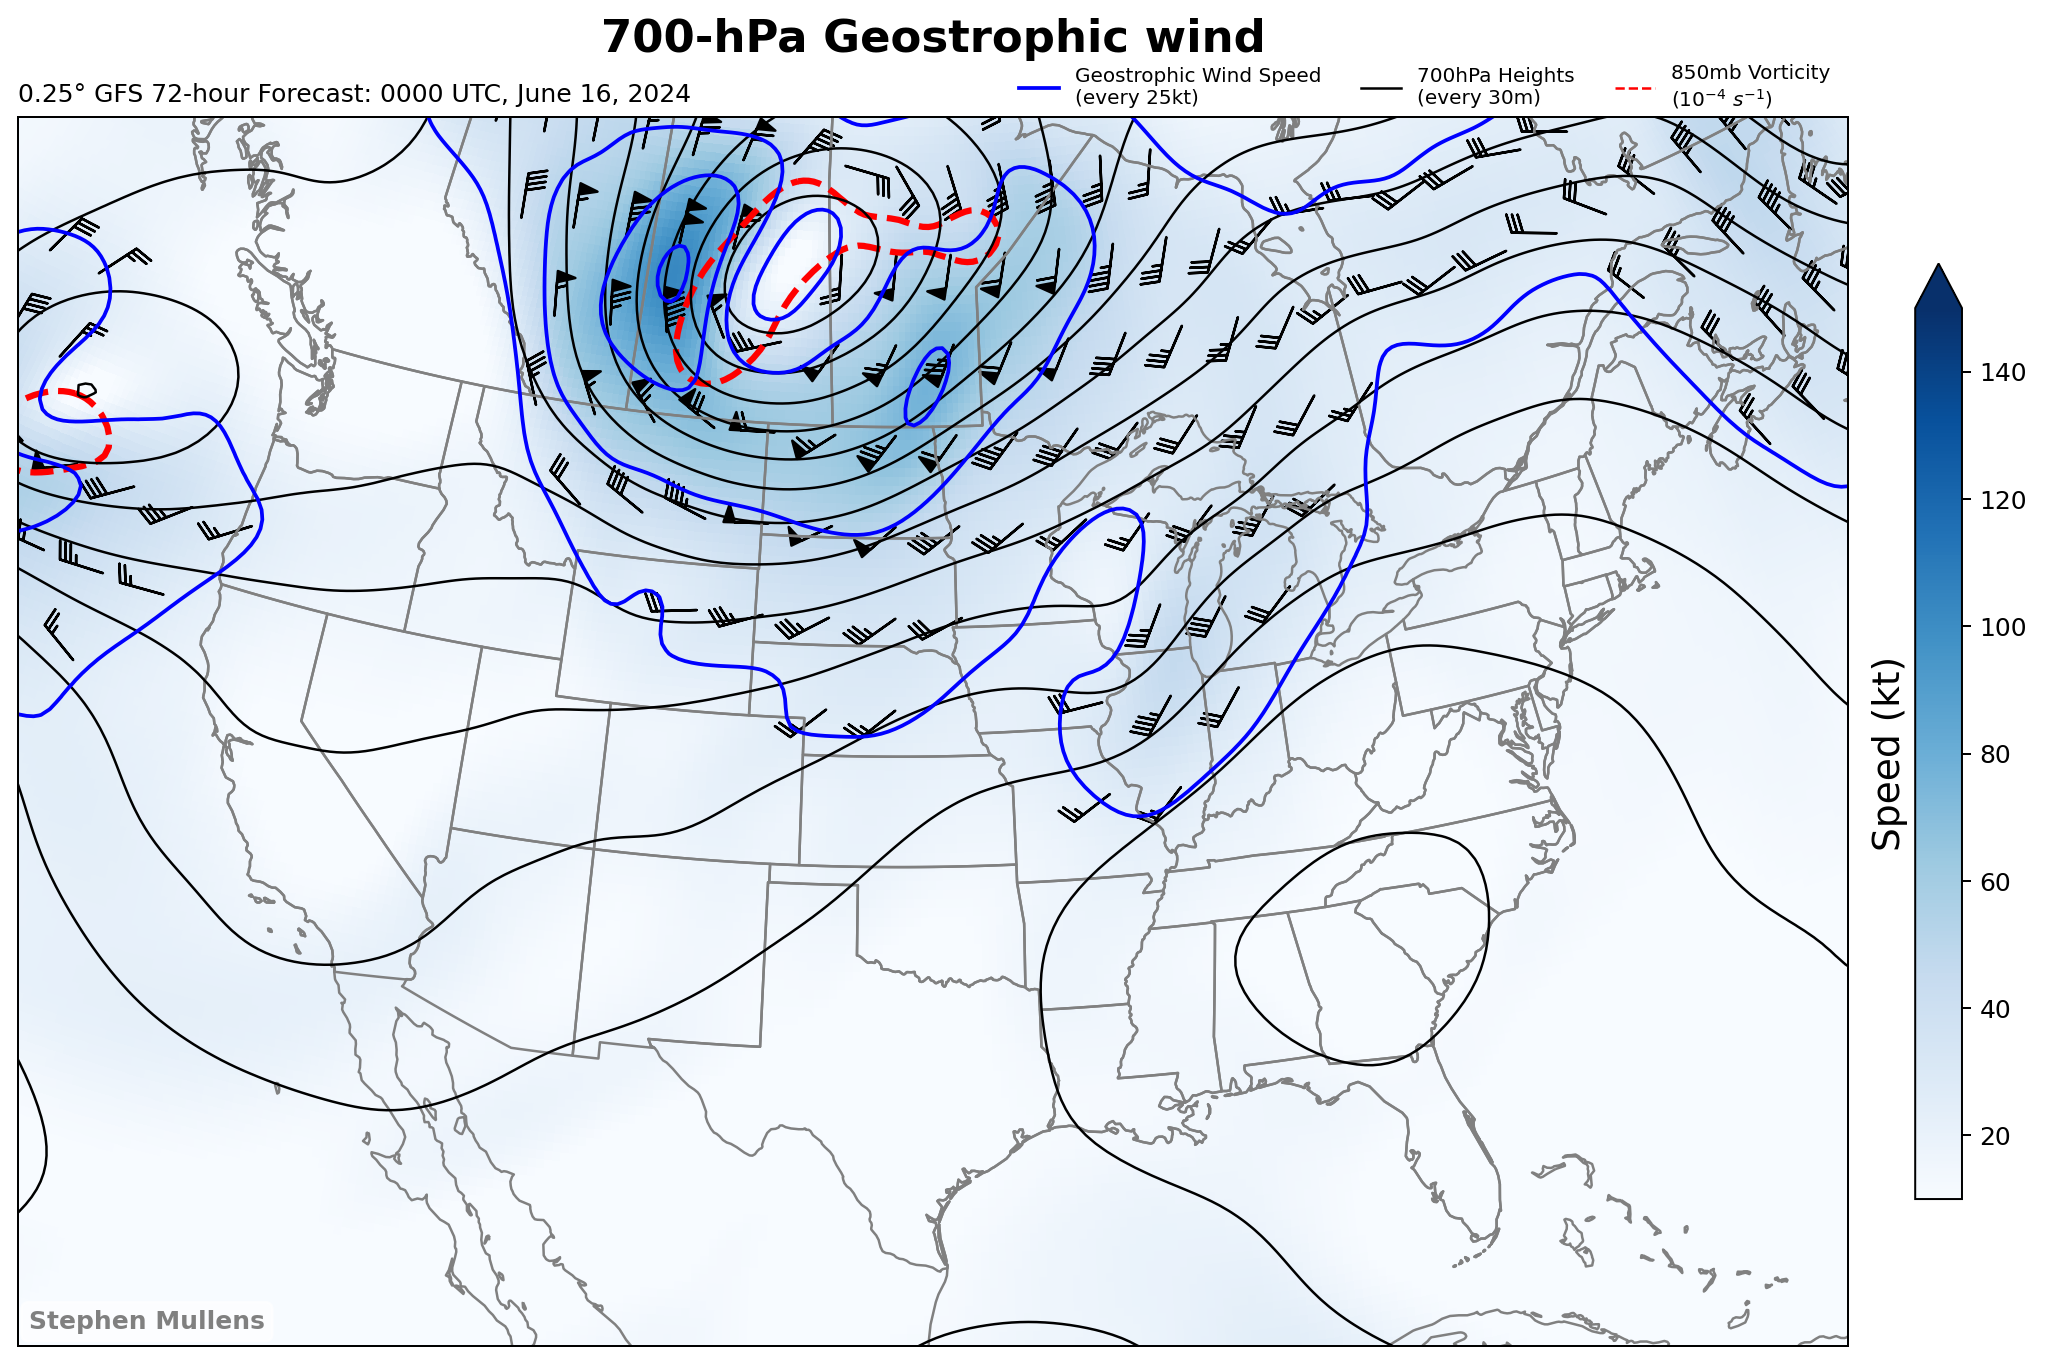 700-hPa Geostrophic wind
0.25° GFS 72-hour Forecast: 0000 UTC, June 16, 2024
Geostrophic Wind Speed
(every 25kt)
700hPa Heights
(every 30m)
850mb Vorticity
(10⁻⁴ s⁻¹)
140
120
100
80
60
40
20
Speed (kt)
Stephen Mullens